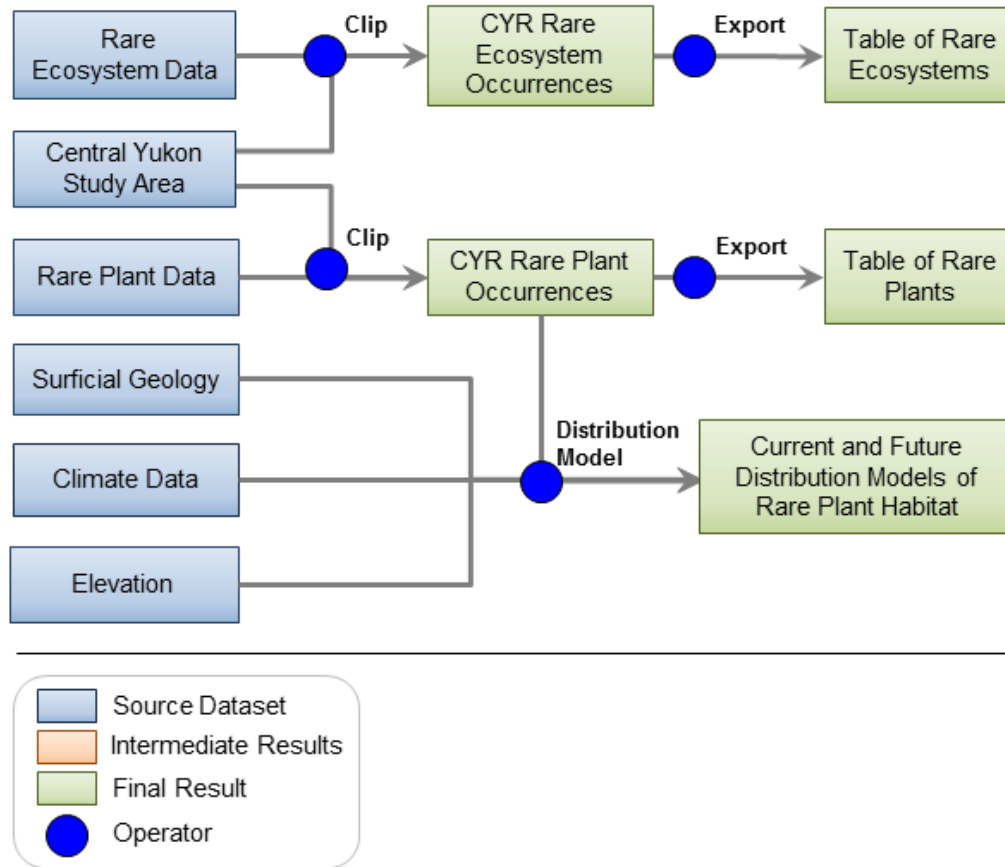 Rare
Ecosystem Data
Clip
CYR Rare
Ecosystem
Occurrences
Export
Table of Rare
Ecosystems
Central Yukon
Study Area
Rare Plant Data
Clip
CYR Rare Plant
Occurrences
Export
Table of Rare
Plants
Surficial Geology
Climate Data
Elevation
Distribution
Model
Current and Future
Distribution Models of
Rare Plant Habitat
Source Dataset
Intermediate Results
Final Result
Operator